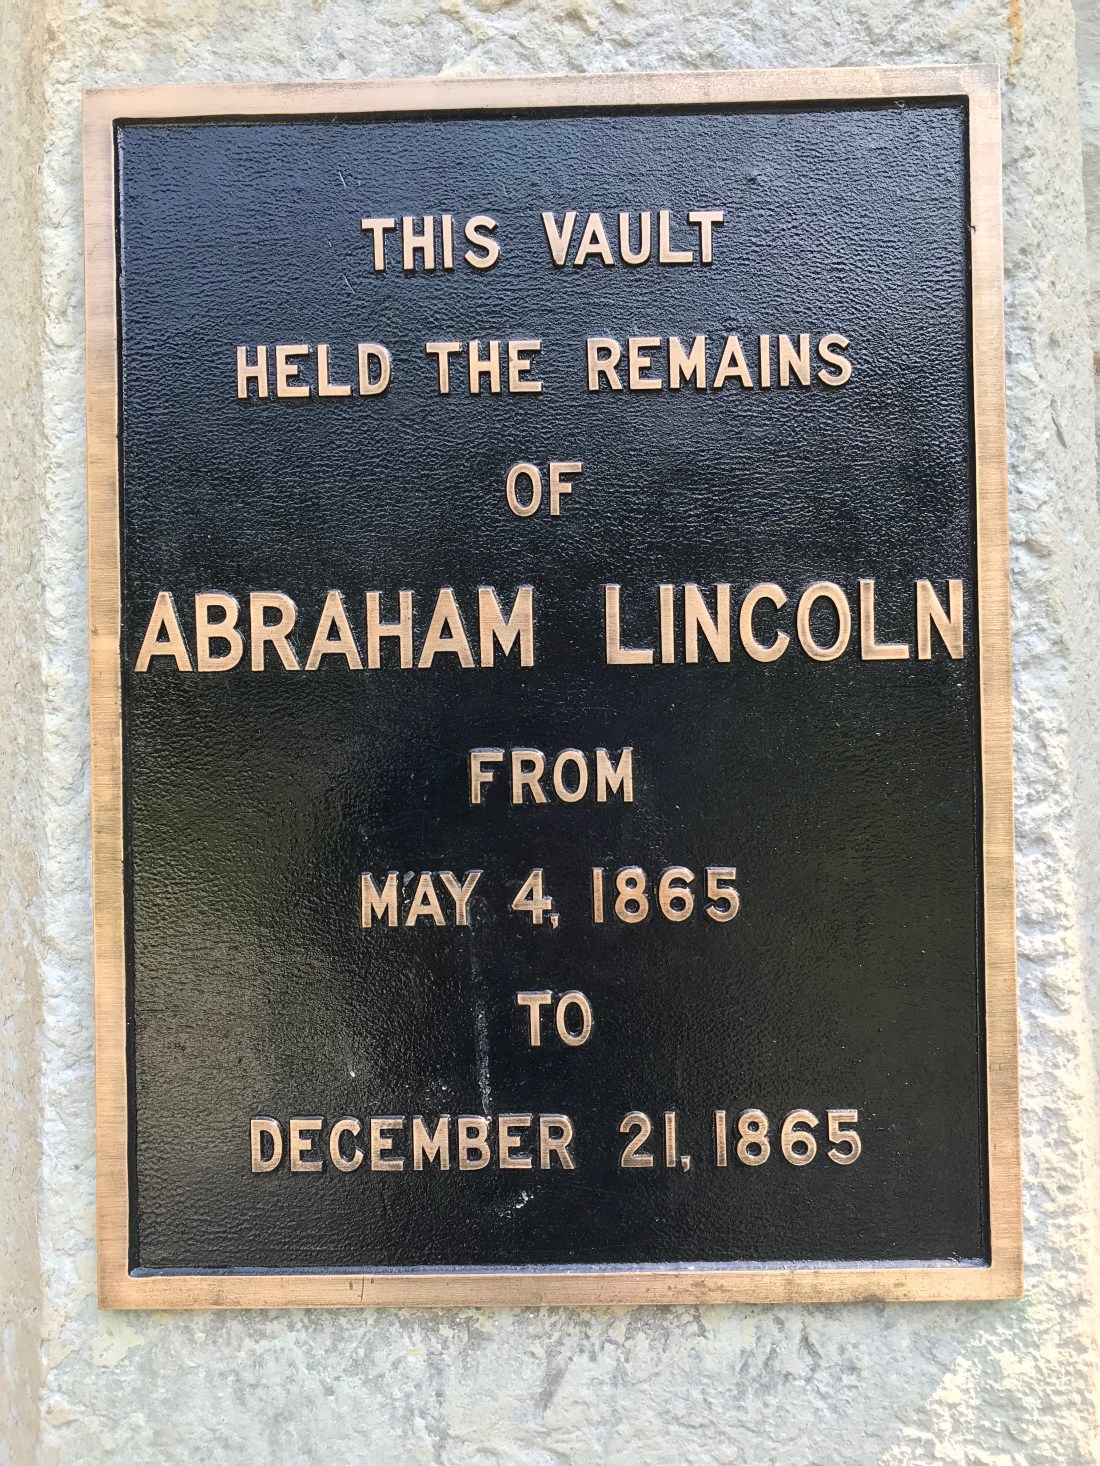 THIS VAULT
HELD THE REMAINS
OF
ABRAHAM LINCOLN
FROM
MAY 4, 1865
TO
DECEMBER 21, 1865